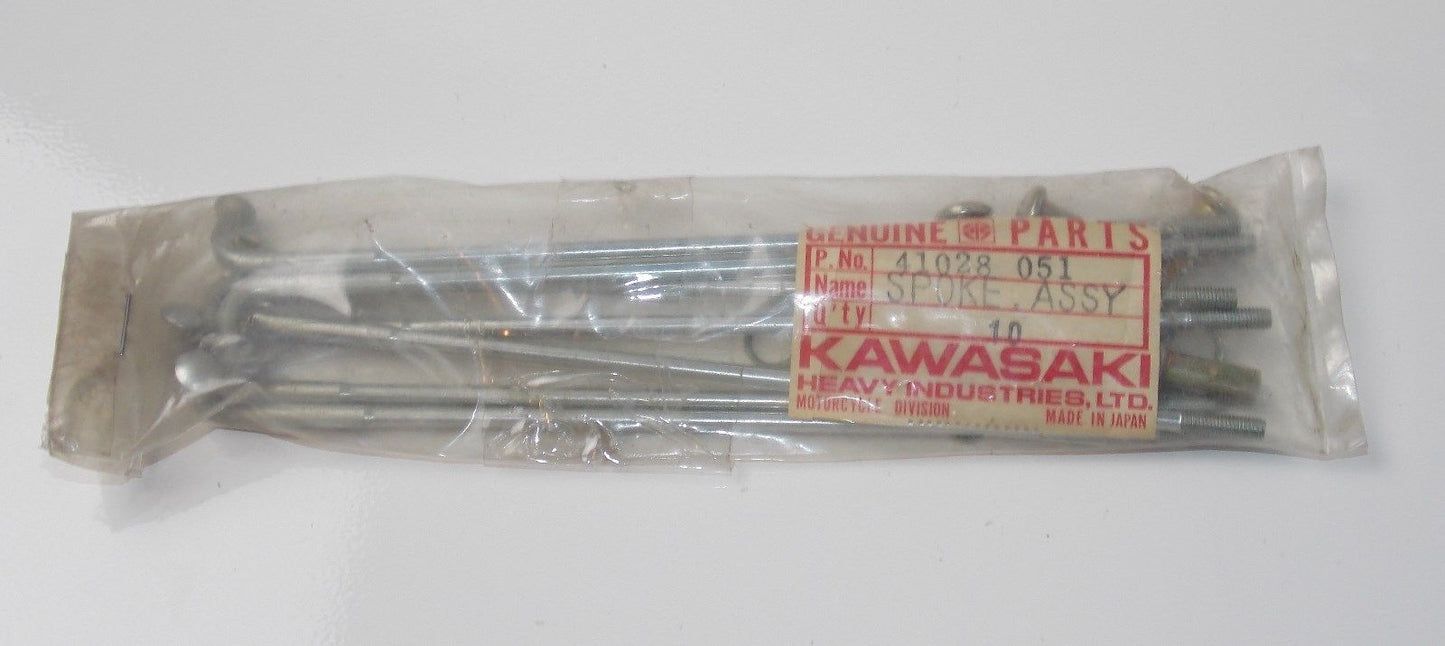 GENUINE PARTS
P.No. 41028 051
Name SPOKE, ASSY
Q'ty 10
KAWASAKI
HEAVY INDUSTRIES, LTD.
MOTORCYCLE DIVISION MADE IN JAPAN